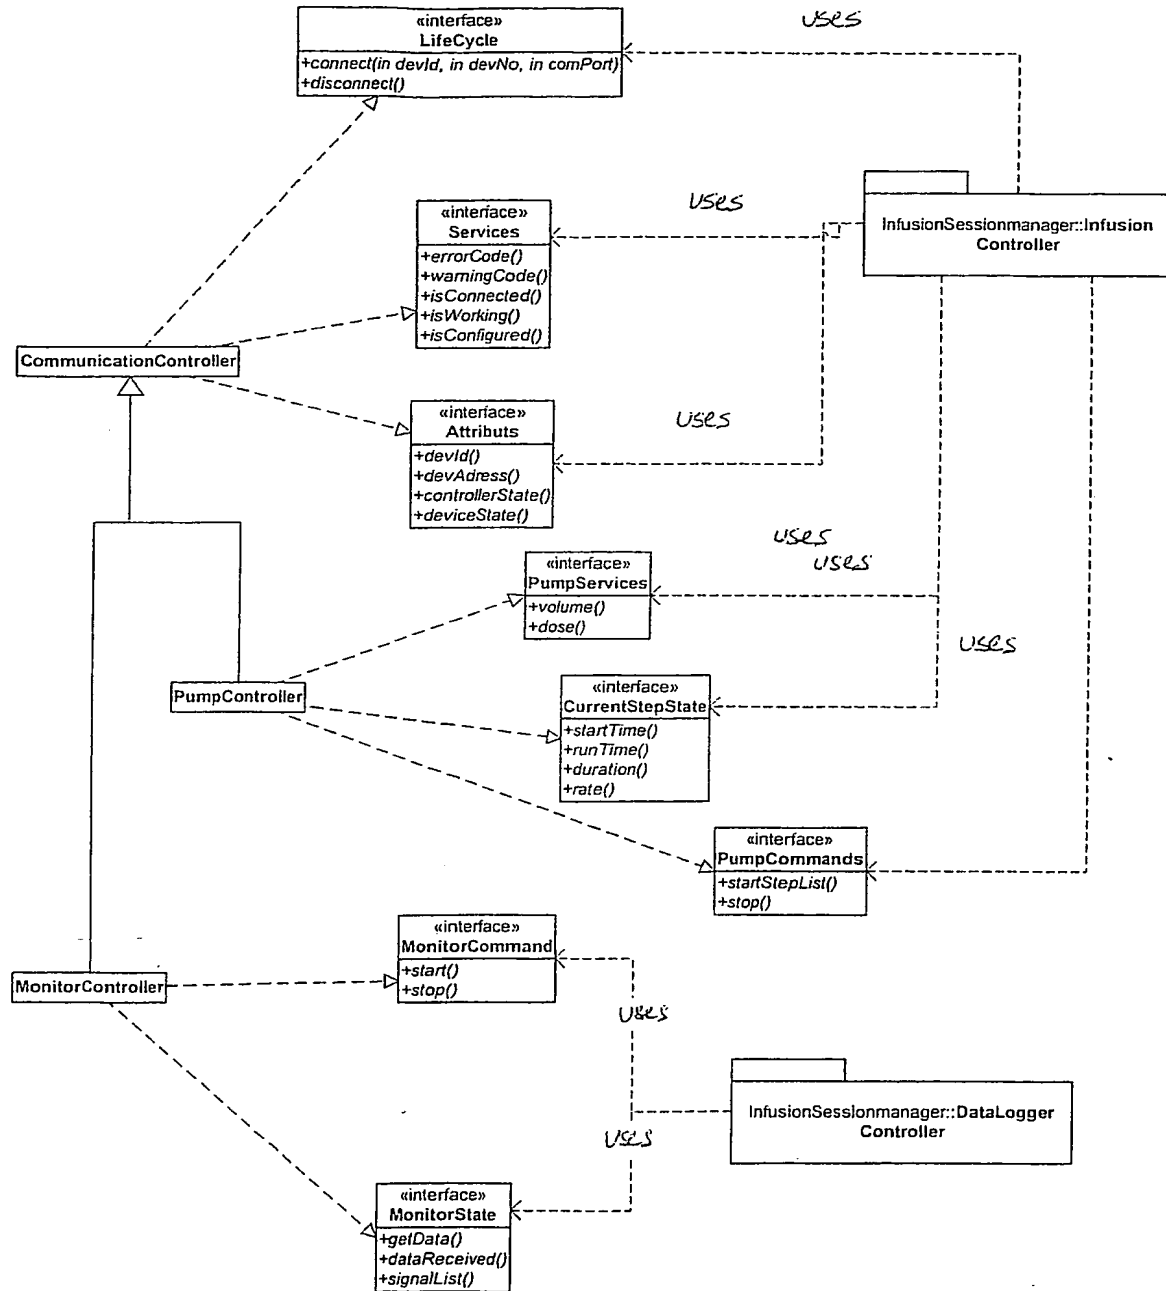 uses
«interface»
LifeCycle
+connect(in devId, in devNo, in comPort)
+disconnect()
uses
«interface»
Services
+errorCode()
+warningCode()
+isConnected()
+isWorking()
+isConfigured()
InfusionSessionmanager::Infusion
Controller
CommunicationController
uses
«interface»
Attributs
+devId()
+devAdress()
+controllerState()
+deviceState()
uses
uses
«interface»
PumpServices
+volume()
+dose()
uses
PumpController
«interface»
CurrentStepState
+startTime()
+runTime()
+duration()
+rate()
«interface»
PumpCommands
+startStepList()
+stop()
«interface»
MonitorCommand
+start()
+stop()
MonitorController
uses
InfusionSessionmanager::DataLogger
Controller
uses
«interface»
MonitorState
+getData()
+dataReceived()
+signalList()